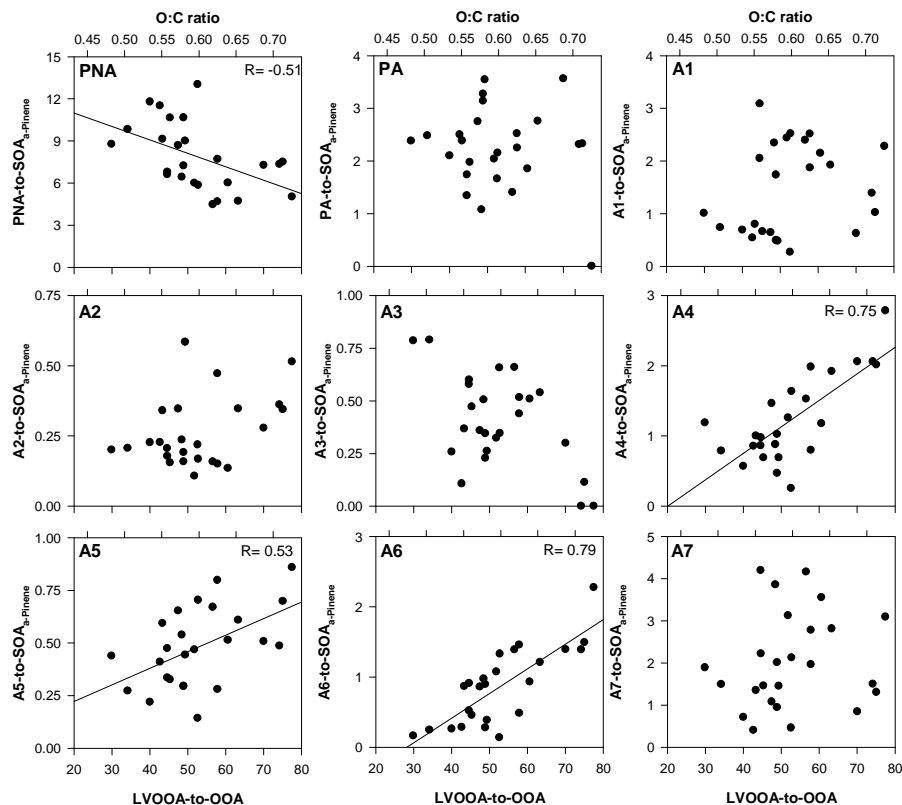 O:C ratio O:C ratio O:C ratio
0.45 0.50 0.55 0.60 0.65 0.70 0.45 0.50 0.55 0.60 0.65 0.70 0.45 0.50 0.55 0.60 0.65 0.70
PNA
R= -0.51
15
12
9
6
3
0
PNA-to-SOAa-Pinene
PA
4
3
2
1
0
PA-to-SOAa-Pinene
A1
4
3
2
1
0
A1-to-SOAa-Pinene
A2
0.75
0.50
0.25
0.00
A2-to-SOAa-Pinene
A3
1.00
0.75
0.50
0.25
0.00
A3-to-SOAa-Pinene
A4
R= 0.75
3
2
1
0
A4-to-SOAa-Pinene
A5
R= 0.53
1.00
0.75
0.50
0.25
0.00
A5-to-SOAa-Pinene
A6
R= 0.79
3
2
1
0
A6-to-SOAa-Pinene
A7
5
4
3
2
1
0
A7-to-SOAa-Pinene
20 30 40 50 60 70 80 20 30 40 50 60 70 80 20 30 40 50 60 70 80
LVOOA-to-OOA LVOOA-to-OOA LVOOA-to-OOA